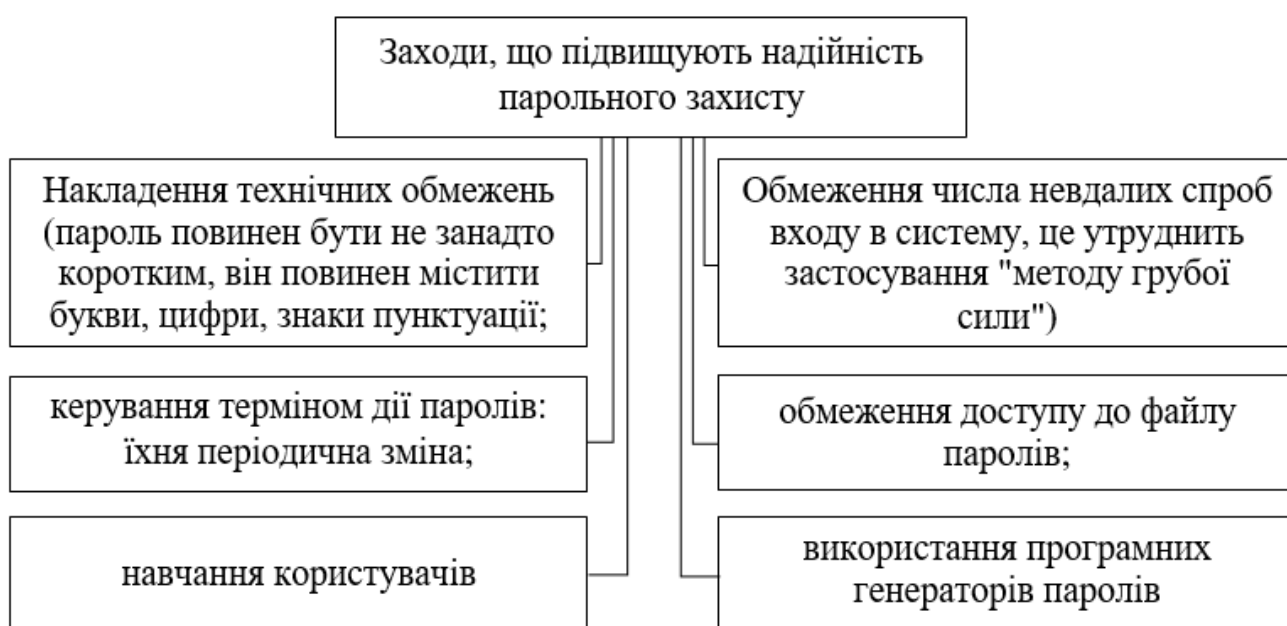 Заходи, що підвищують надійність
парольного захисту
Накладення технічних обмежень
(пароль повинен бути не занадто
коротким, він повинен містити
букви, цифри, знаки пунктуації;
Обмеження числа невдалих спроб
входу в систему, це утруднить
застосування "методу грубої
сили")
керування терміном дії паролів:
їхня періодична зміна;
обмеження доступу до файлу
паролів;
навчання користувачів
використання програмних
генераторів паролів